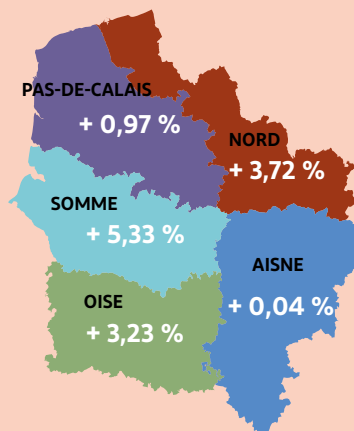 PAS-DE-CALAIS
+ 0,97 %
NORD
+ 3,72 %
SOMME
+ 5,33 %
AISNE
+ 0,04 %
OISE
+ 3,23 %